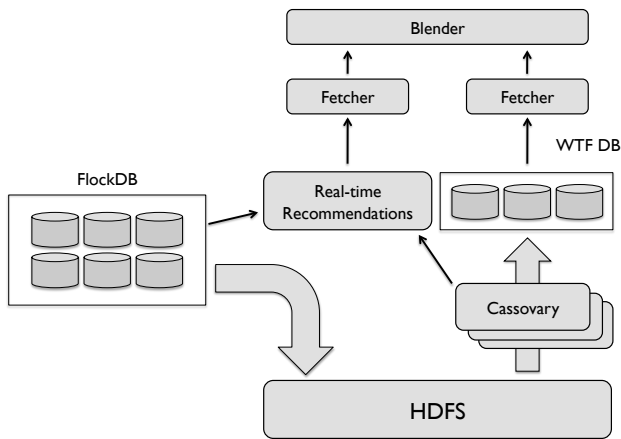 Blender
Fetcher
Fetcher
WTF DB
FlockDB
Real-time
Recommendations
Cassovary
HDFS